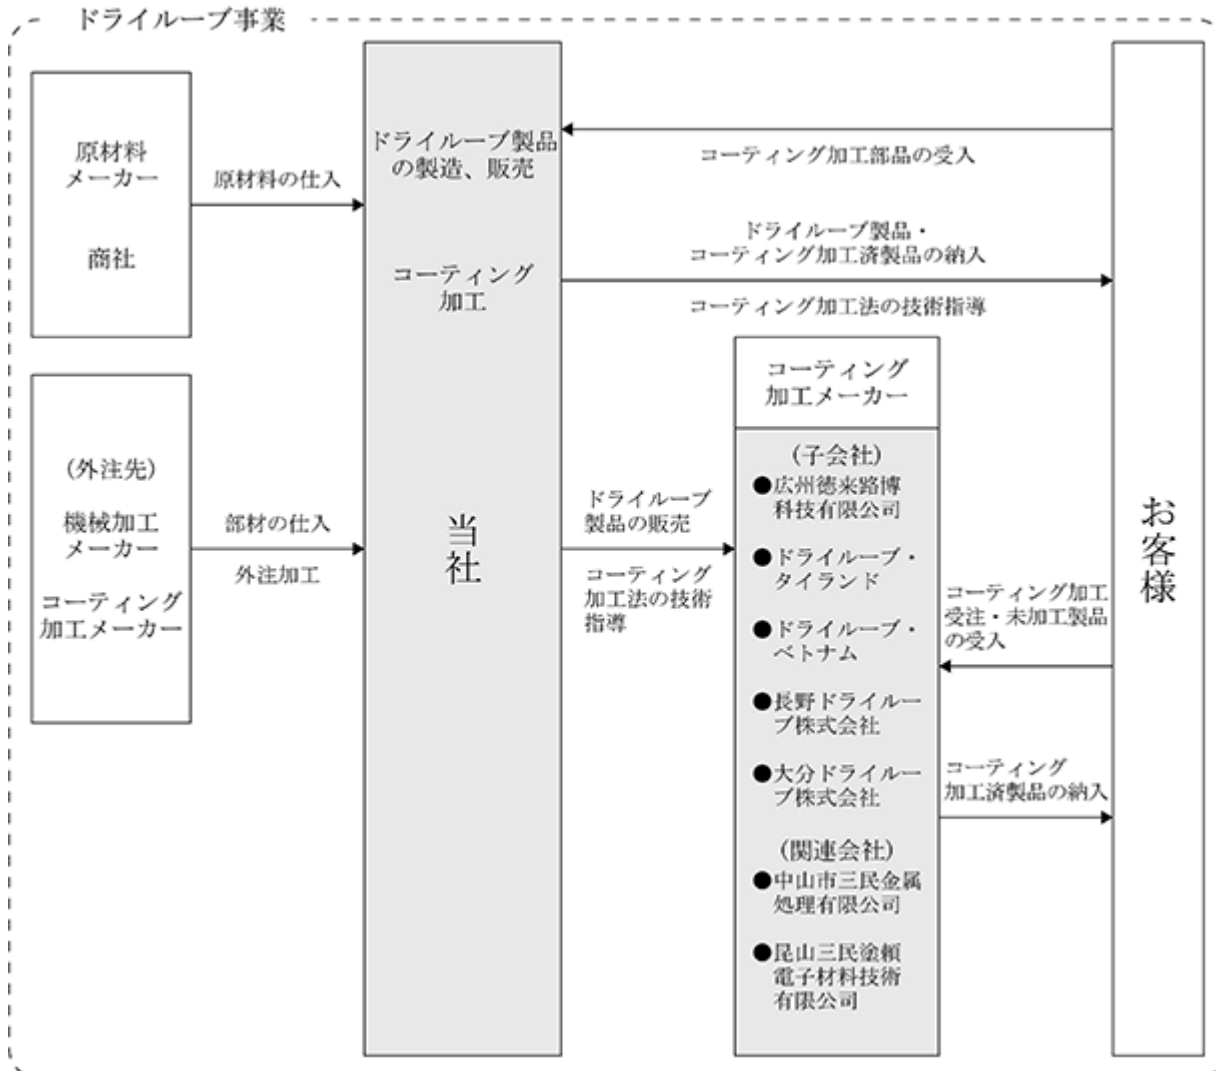 ドライルーブ事業
原材料
メーカー
商社
原材料の仕入
(外注先)
機械加工
メーカー
コーティング
加工メーカー
部材の仕入
外注加工
ドライルーブ製品
の製造、販売
コーティング
加工
当
社
コーティング加工部品の受入
ドライルーブ製品・
コーティング加工済製品の納入
コーティング加工法の技術指導
ドライルーブ
製品の販売
コーティング
加工法の技術
指導
コーティング
加工メーカー
(子会社)
●広州徳来路博
科技有限公司
●ドライルーブ・
タイランド
●ドライルーブ・
ベトナム
●長野ドライルー
ブ株式会社
●大分ドライルー
ブ株式会社
(関連会社)
●中山市三民金属
処理有限公司
●昆山三民塗頼
電子材料技術
有限公司
コーティング加工
受注・未加工製品
の受入
コーティング
加工済製品の納入
お
客
様